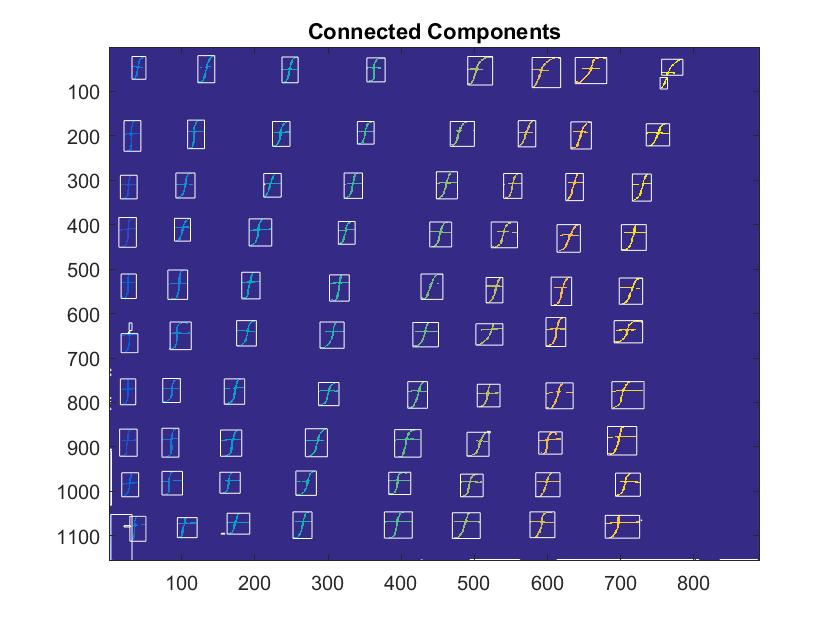 Connected Components
100
200
300
400
500
600
700
800
900
1000
1100
f f f f f f f f
f f f f f f f f
f f f f f f f f
f f f f f f f f
f f f f f f f f
f f f f f f f f
f f f f f f f f
f f f f f f f f
f f f f f f f f
f f f f f f f f
100 200 300 400 500 600 700 800